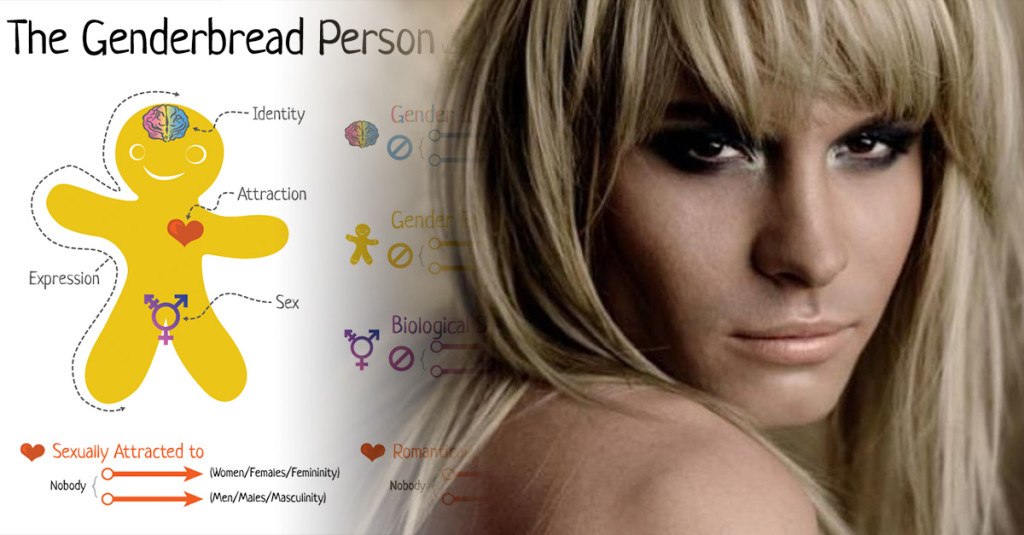 The Genderbread Person
Identity
Attraction
Expression
Sex
Gender
Gender
Biological
Sexually Attracted to
Nobody
(Women/Females/Femininity)
(Men/Males/Masculinity)
Nobody